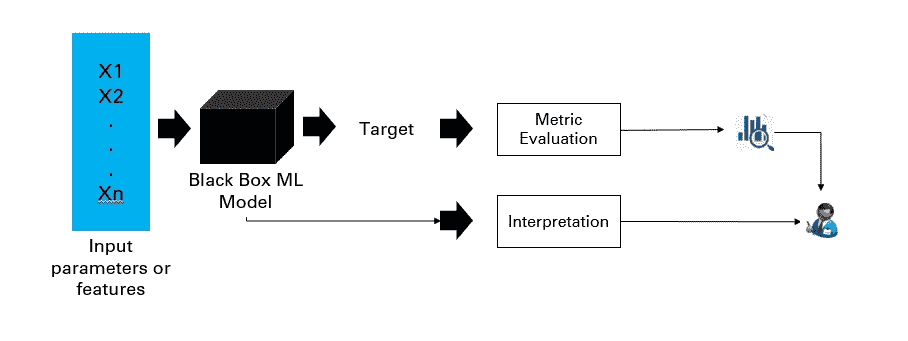 X1
X2
.
.
.
Xn
Input
parameters or
features
Black Box ML
Model
Target
Metric
Evaluation
Interpretation